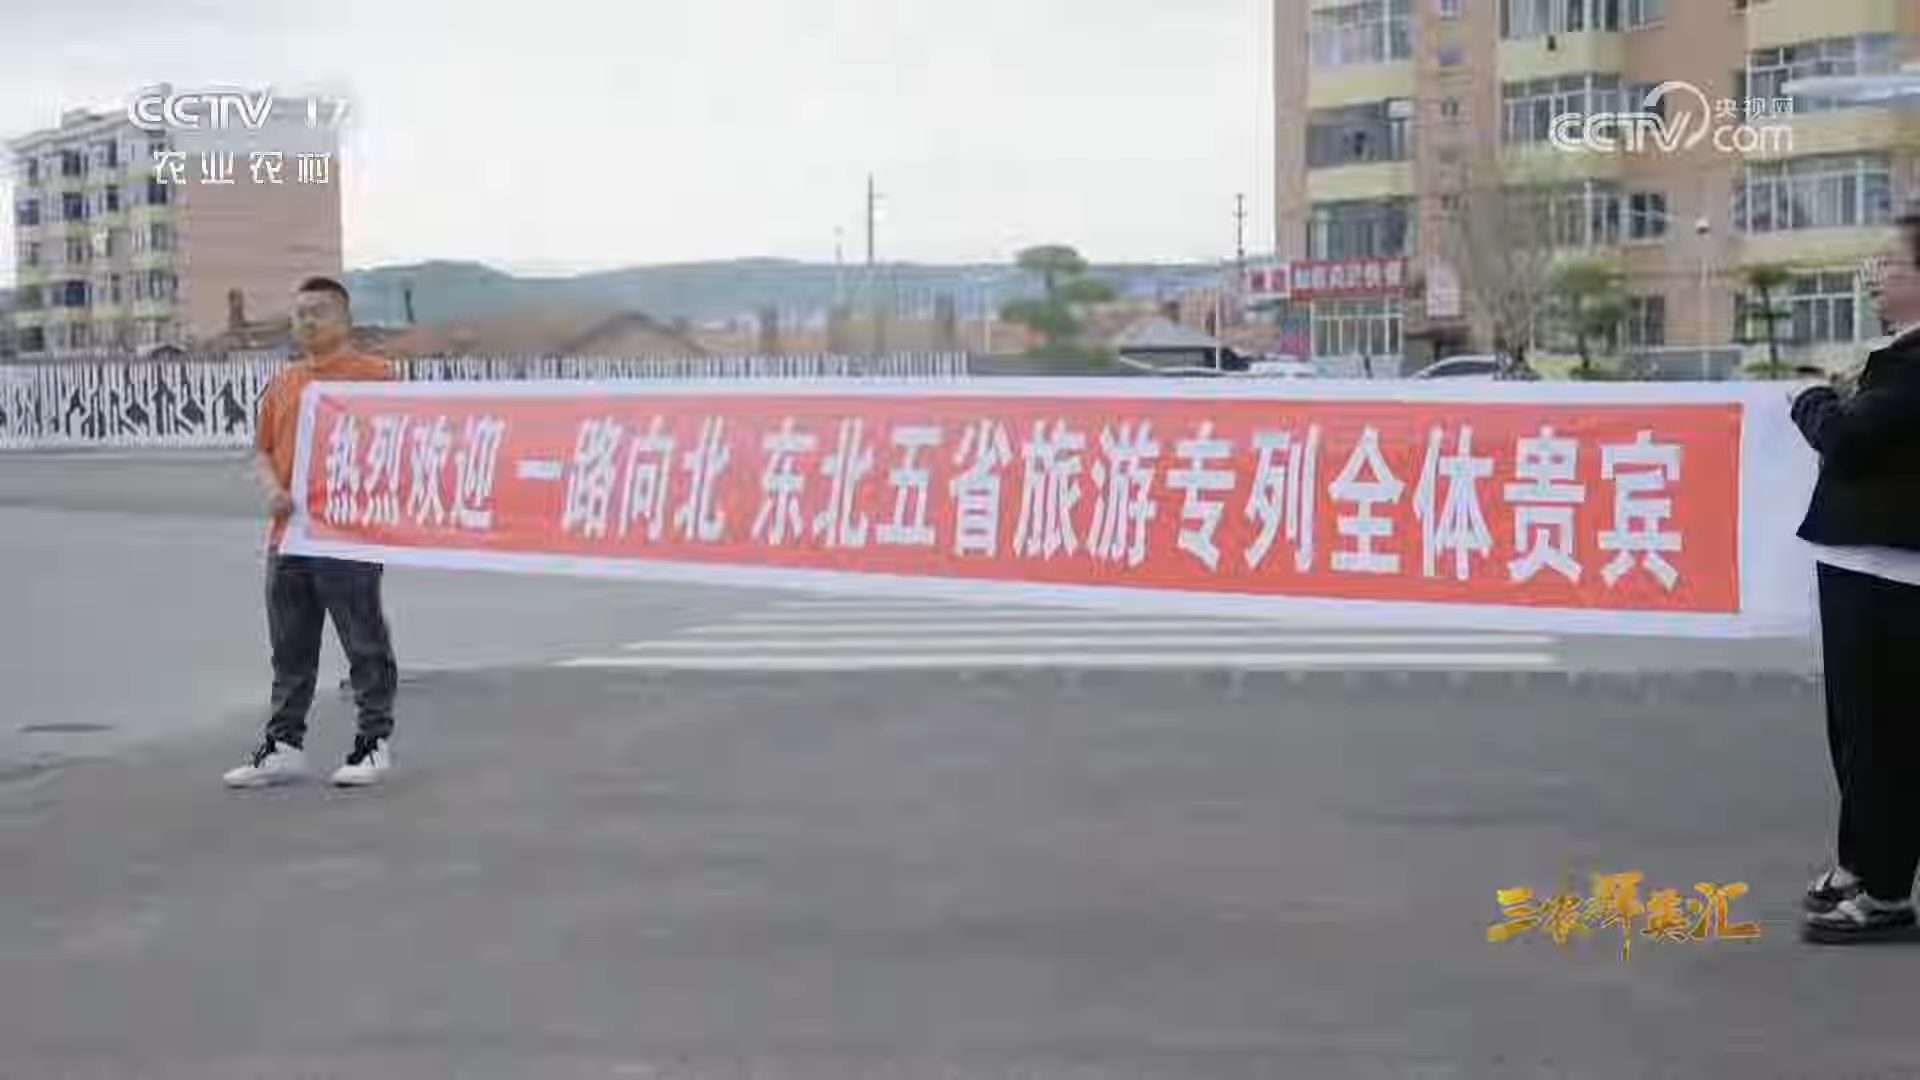 CCTV 17
农业农村
央视网
CCTV.com
热烈欢迎 一路向北 东北五省旅游专列全体贵宾
三农群英汇